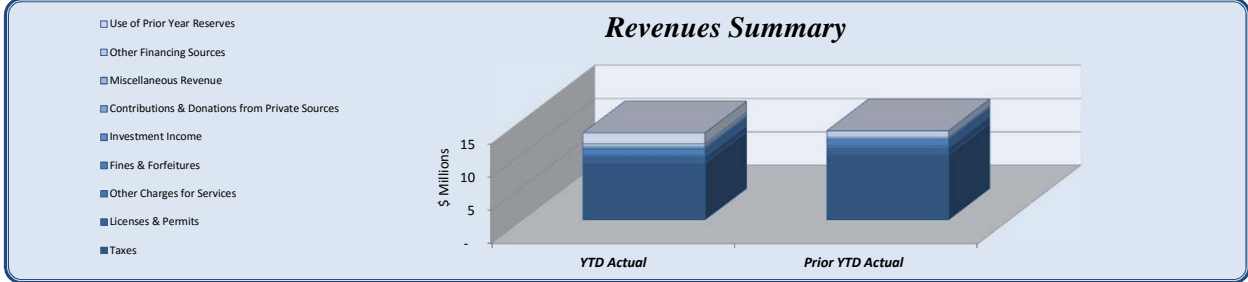 Revenues Summary
Use of Prior Year Reserves
Other Financing Sources
Miscellaneous Revenue
Contributions & Donations from Private Sources
Investment Income
Fines & Forfeitures
Other Charges for Services
Licenses & Permits
Taxes
$ Millions
15
10
5
-
YTD Actual
Prior YTD Actual